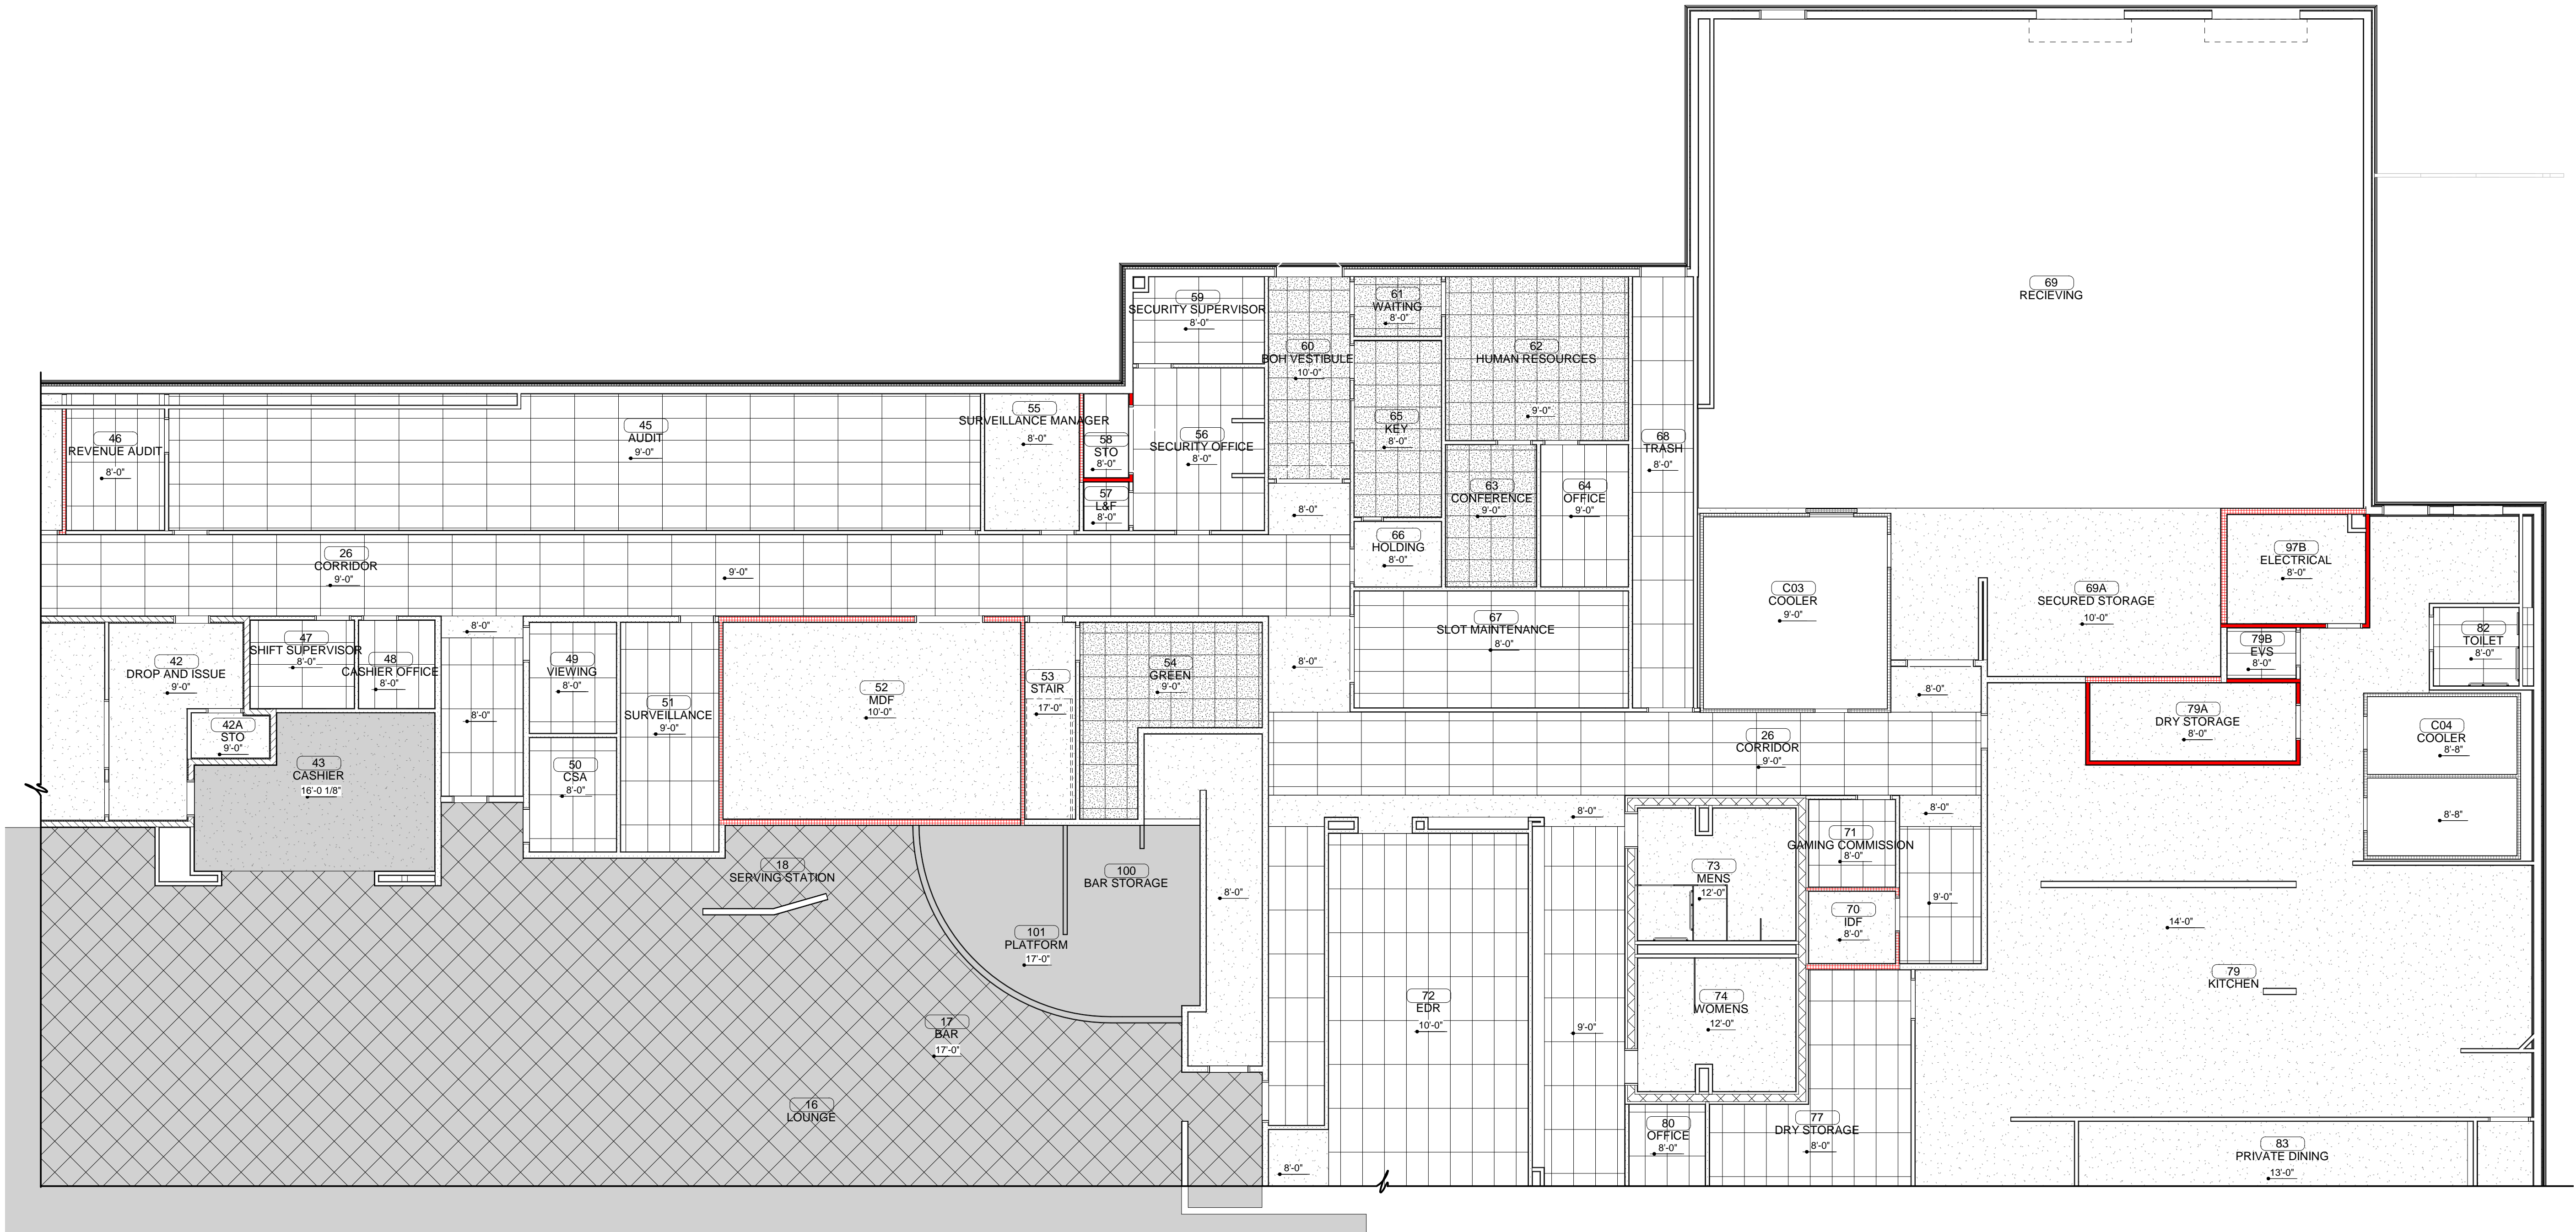 69
RECIEVING
59
SECURITY SUPERVISOR
8'-0"
60
BOH VESTIBULE
10'-0"
61
WAITING
8'-0"
62
HUMAN RESOURCES
9'-0"
65
KEY
8'-0"
68
TRASH
8'-0"
46
REVENUE AUDIT
8'-0"
45
AUDIT
9'-0"
55
SURVEILLANCE MANAGER
8'-0"
58
STO
8'-0"
56
SECURITY OFFICE
8'-0"
57
L&F
8'-0"
8'-0"
63
CONFERENCE
9'-0"
64
OFFICE
9'-0"
66
HOLDING
8'-0"
26
CORRIDOR
9'-0"
9'-0"
C03
COOLER
9'-0"
69A
SECURED STORAGE
10'-0"
97B
ELECTRICAL
8'-0"
79B
EVS
8'-0"
82
TOILET
8'-0"
42
DROP AND ISSUE
9'-0"
47
SHIFT SUPERVISOR
8'-0"
48
CASHIER OFFICE
8'-0"
8'-0"
8'-0"
49
VIEWING
8'-0"
51
SURVEILLANCE
9'-0"
52
MDF
10'-0"
53
STAIR
17'-0"
54
GREEN
9'-0"
8'-0"
67
SLOT MAINTENANCE
8'-0"
8'-0"
79A
DRY STORAGE
8'-0"
C04
COOLER
8'-8"
8'-8"
42A
STO
9'-0"
43
CASHIER
16'-0 1/8"
50
CSA
8'-0"
26
CORRIDOR
9'-0"
8'-0"
8'-0"
18
SERVING STATION
100
BAR STORAGE
8'-0"
101
PLATFORM
17'-0"
73
MENS
12'-0"
71
GAMING COMMISSION
8'-0"
70
IDF
8'-0"
9'-0"
14'-0"
79
KITCHEN
17
BAR
17'-0"
72
EDR
10'-0"
9'-0"
74
WOMENS
12'-0"
16
LOUNGE
8'-0"
80
OFFICE
8'-0"
77
DRY STORAGE
8'-0"
83
PRIVATE DINING
13'-0"